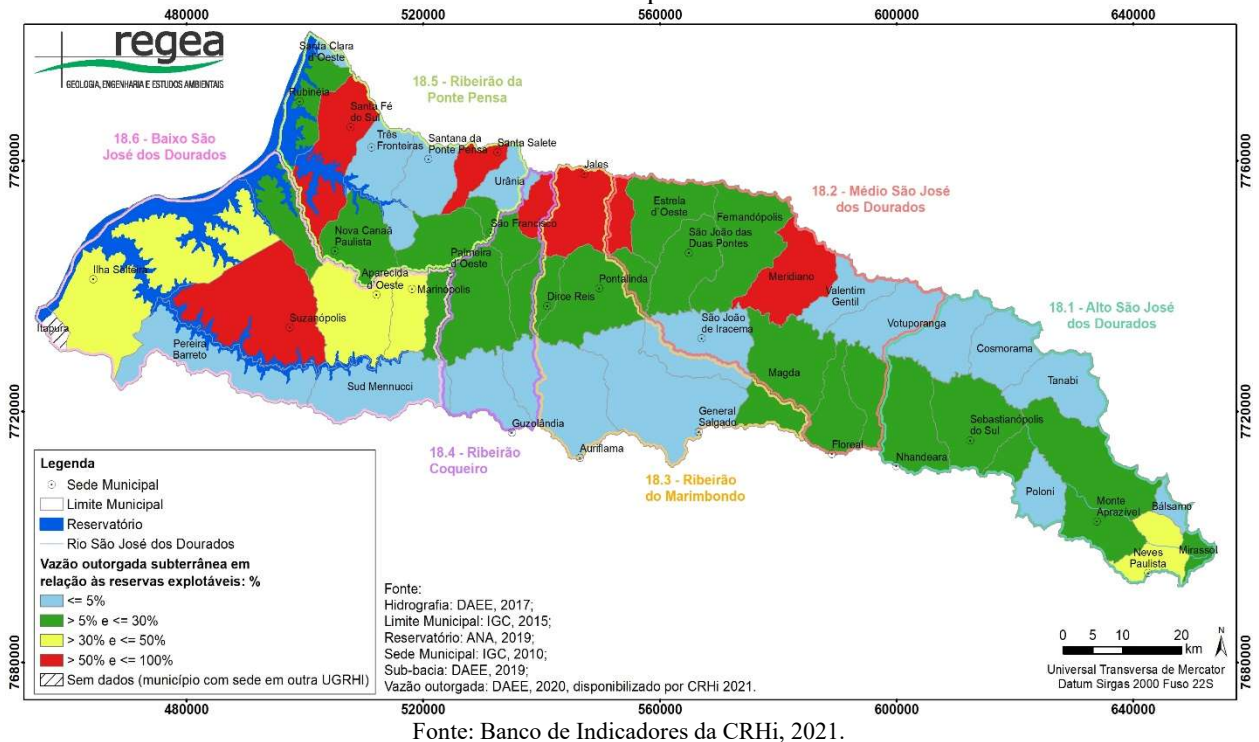 480000 520000 560000 600000 640000
regea
GEOLOGIA, ENGENHARIA E ESTUDOS AMBIENTAIS
Santa Clara
d'Oeste
Rubinéia
18.5 - Ribeirão da
Ponte Pensa
Santa Fé
do Sul
18.6 - Baixo São
José dos Dourados
Três
Fronteiras
Santana da
Ponte Pensa
Santa Salete
7760000
7760000
Urânia
Jales
18.2 - Médio São José
dos Dourados
Estrela
d'Oeste
Fernandópolis
São Francisco
São João das
Duas Pontes
Nova Canaã
Paulista
Palmeira
d'Oeste
Ilha Solteira
Aparecida
d'Oeste
Marinópolis
Pontalinda
Meridiano
Dirce Reis
Valentim
Gentil
18.1 - Alto São José
dos Dourados
Itapura
Suzanápolis
São João
de Iracema
Votuporanga
Pereira
Barreto
Cosmorama
Sud Mennucci
Magda
Tanabi
7720000
7720000
General
Salgado
Sebastianópolis
do Sul
Guzolândia
18.4 - Ribeirão
Coqueiro
Auriflama
Floreal
Nhandeara
18.3 - Ribeirão
do Marimbondo
Poloni
Monte
Aprazível
Bálsamo
Neves
Paulista
Mirassol
Legenda
Sede Municipal
Limite Municipal
Reservatório
Rio São José dos Dourados
Vazão outorgada subterrânea em
relação às reservas explotáveis: %
<= 5%
> 5% e <= 30%
> 30% e <= 50%
> 50% e <= 100%
Sem dados (município com sede em outra UGRHI)
Fonte:
Hidrografia: DAEE, 2017;
Limite Municipal: IGC, 2015;
Reservatório: ANA, 2019;
Sede Municipal: IGC, 2010;
Sub-bacia: DAEE, 2019;
Vazão outorgada: DAEE, 2020, disponibilizado por CRHi 2021.
0 5 10 20
km
N
Universal Transversa de Mercator
Datum Sirgas 2000 Fuso 22S
7680000
7680000
480000 520000 560000 600000 640000
Fonte: Banco de Indicadores da CRHi, 2021.